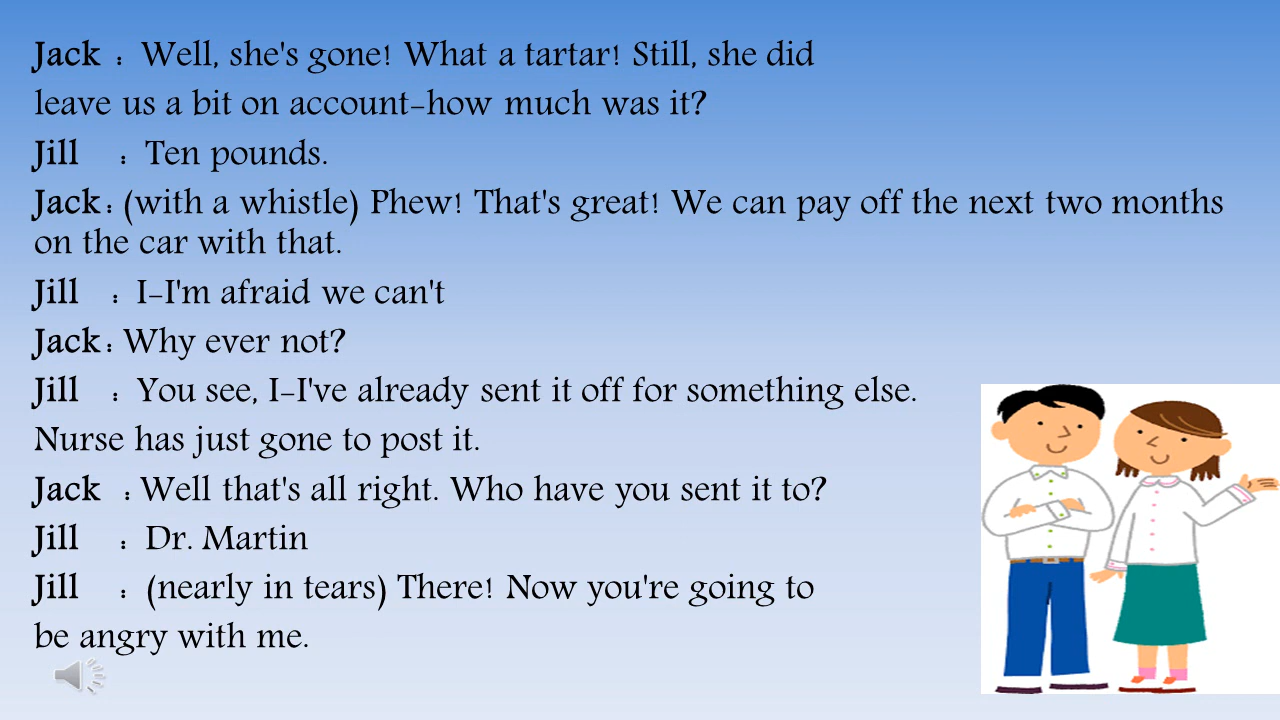 Jack : Well, she's gone! What a tartar! Still, she did
leave us a bit on account-how much was it?
Jill : Ten pounds.
Jack : (with a whistle) Phew! That's great! We can pay off the next two months
on the car with that.
Jill : I-I'm afraid we can't
Jack : Why ever not?
Jill : You see, I-I've already sent it off for something else.
Nurse has just gone to post it.
Jack : Well that's all right. Who have you sent it to?
Jill : Dr. Martin
Jill : (nearly in tears) There! Now you're going to
be angry with me.